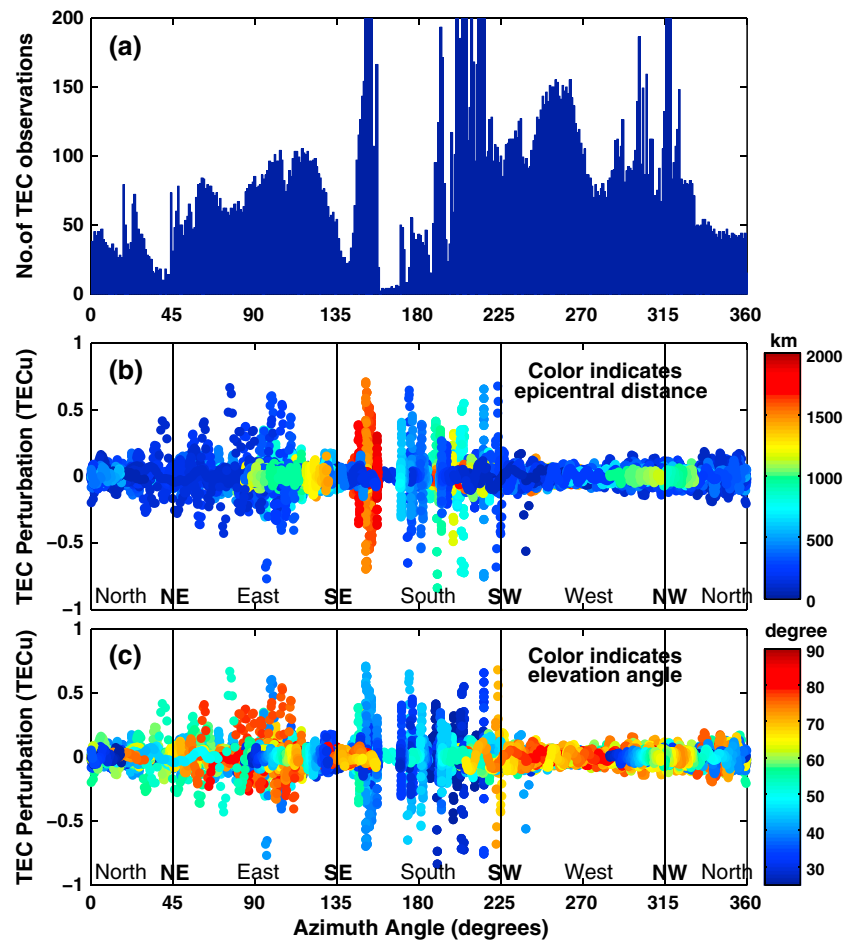 (a)
No.of TEC observations
200
150
100
50
0
0 45 90 135 180 225 270 315 360
(b)
Color indicates
epicentral distance
TEC Perturbation (TECu)
1
0.5
0
−0.5
−1
North NE East SE South SW West NW North
km
2000
1500
1000
500
0
(c)
Color indicates
elevation angle
TEC Perturbation (TECu)
1
0.5
0
−0.5
−1
North NE East SE South SW West NW North
degree
90
80
70
60
50
40
30
0 45 90 135 180 225 270 315 360
Azimuth Angle (degrees)